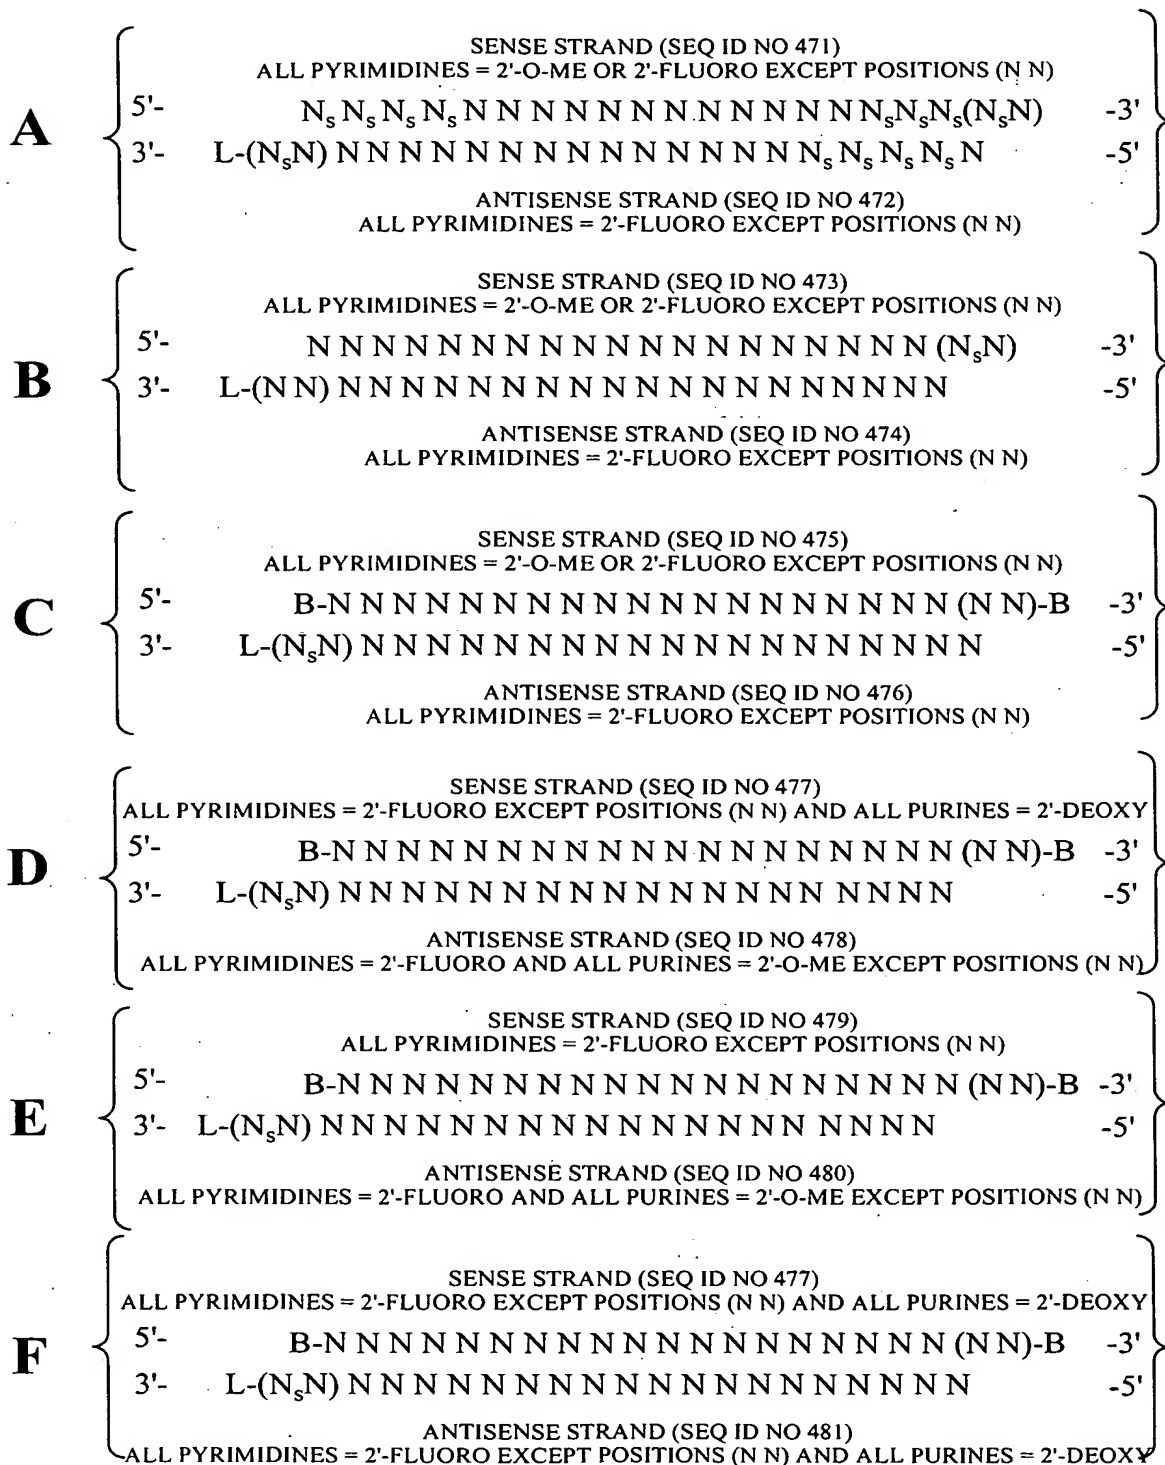 SENSE STRAND (SEQ ID NO 471)
ALL PYRIMIDINES = 2'-O-ME OR 2'-FLUORO EXCEPT POSITIONS (N N)
A
5'- NₛNₛNₛNₛN N N N N N N N N N N N NₛNₛNₛ(NₛN) -3'
3'- L-(NₛN) N N N N N N N N N N N N N N Nₛ Nₛ Nₛ Nₛ N -5'
ANTISENSE STRAND (SEQ ID NO 472)
ALL PYRIMIDINES = 2'-FLUORO EXCEPT POSITIONS (N N)
SENSE STRAND (SEQ ID NO 473)
ALL PYRIMIDINES = 2'-O-ME OR 2'-FLUORO EXCEPT POSITIONS (N N)
B
5'- N N N N N N N N N N N N N N N N N N N (NₛN) -3'
3'- L-(N N) N N N N N N N N N N N N N N N N N N N -5'
ANTISENSE STRAND (SEQ ID NO 474)
ALL PYRIMIDINES = 2'-FLUORO EXCEPT POSITIONS (N N)
SENSE STRAND (SEQ ID NO 475)
ALL PYRIMIDINES = 2'-O-ME OR 2'-FLUORO EXCEPT POSITIONS (N N)
C
5'- B-N N N N N N N N N N N N N N N N N N N (N N)-B -3'
3'- L-(NₛN) N N N N N N N N N N N N N N N N N N N -5'
ANTISENSE STRAND (SEQ ID NO 476)
ALL PYRIMIDINES = 2'-FLUORO EXCEPT POSITIONS (N N)
SENSE STRAND (SEQ ID NO 477)
ALL PYRIMIDINES = 2'-FLUORO EXCEPT POSITIONS (N N) AND ALL PURINES = 2'-DEOXY
D
5'- B-N N N N N N N N N N N N N N N N N N N (N N)-B -3'
3'- L-(NₛN) N N N N N N N N N N N N N N N N N N N -5'
ANTISENSE STRAND (SEQ ID NO 478)
ALL PYRIMIDINES = 2'-FLUORO AND ALL PURINES = 2'-O-ME EXCEPT POSITIONS (N N)
SENSE STRAND (SEQ ID NO 479)
ALL PYRIMIDINES = 2'-FLUORO EXCEPT POSITIONS (N N)
E
5'- B-N N N N N N N N N N N N N N N N N N N (N N)-B -3'
3'- L-(NₛN) N N N N N N N N N N N N N N N N N N N -5'
ANTISENSE STRAND (SEQ ID NO 480)
ALL PYRIMIDINES = 2'-FLUORO AND ALL PURINES = 2'-O-ME EXCEPT POSITIONS (N N)
SENSE STRAND (SEQ ID NO 477)
ALL PYRIMIDINES = 2'-FLUORO EXCEPT POSITIONS (N N) AND ALL PURINES = 2'-DEOXY
F
5'- B-N N N N N N N N N N N N N N N N N N N (N N)-B -3'
3'- L-(NₛN) N N N N N N N N N N N N N N N N N N N -5'
ANTISENSE STRAND (SEQ ID NO 481)
ALL PYRIMIDINES = 2'-FLUORO EXCEPT POSITIONS (N N) AND ALL PURINES = 2'-DEOXY